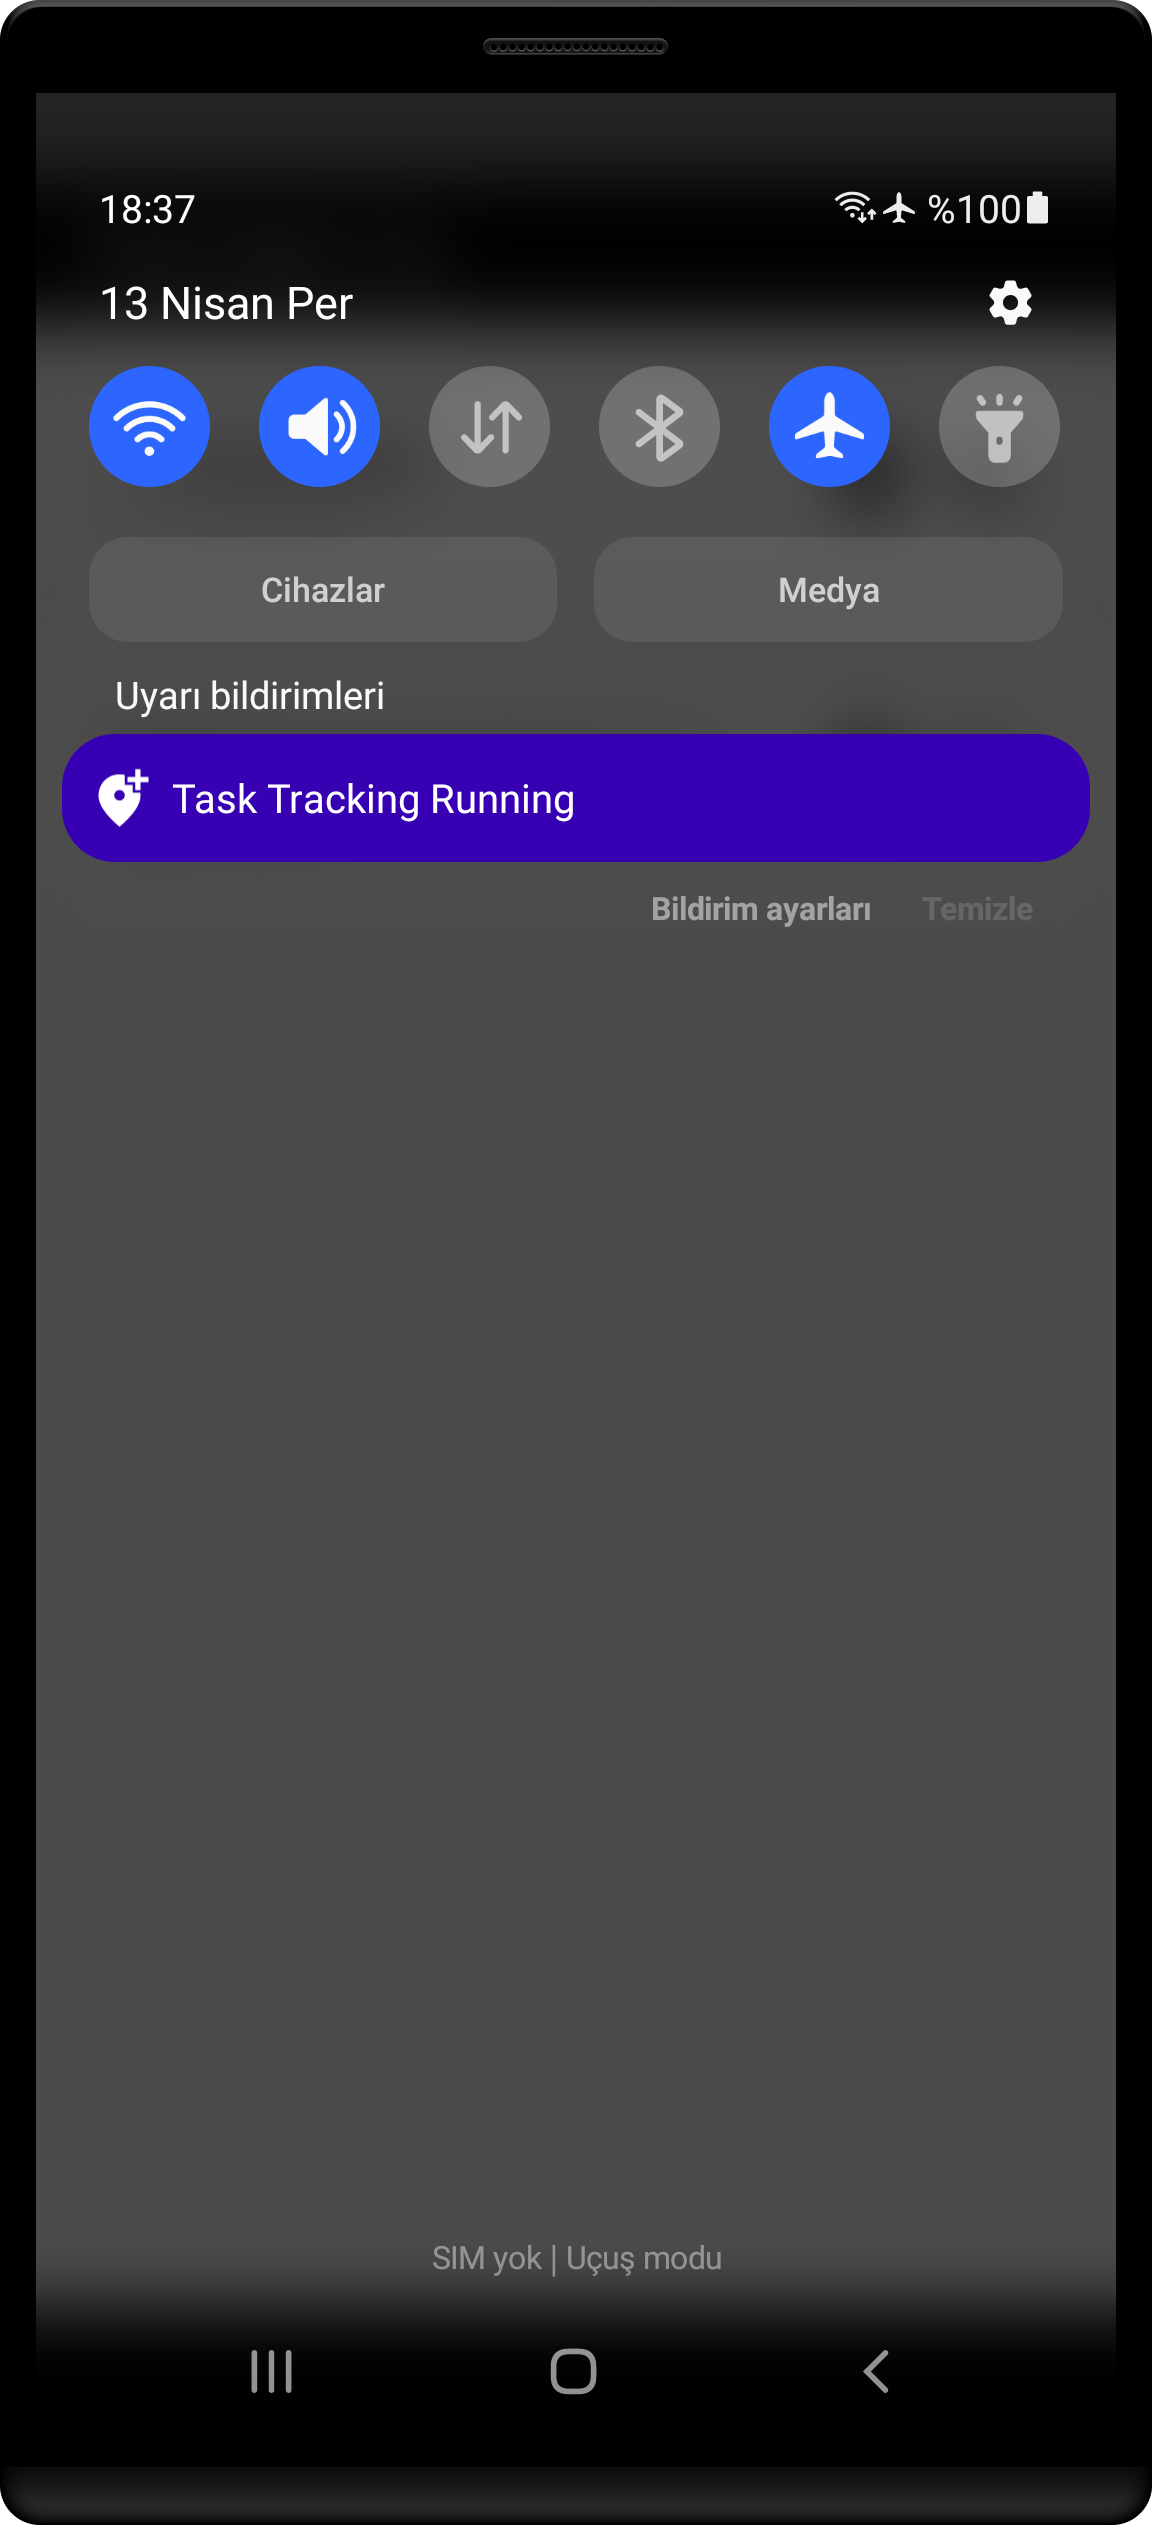 18:37 %100
13 Nisan Per
Cihazlar Medya
Uyarı bildirimleri
Task Tracking Running
Bildirim ayarları Temizle
SIM yok | Uçuş modu